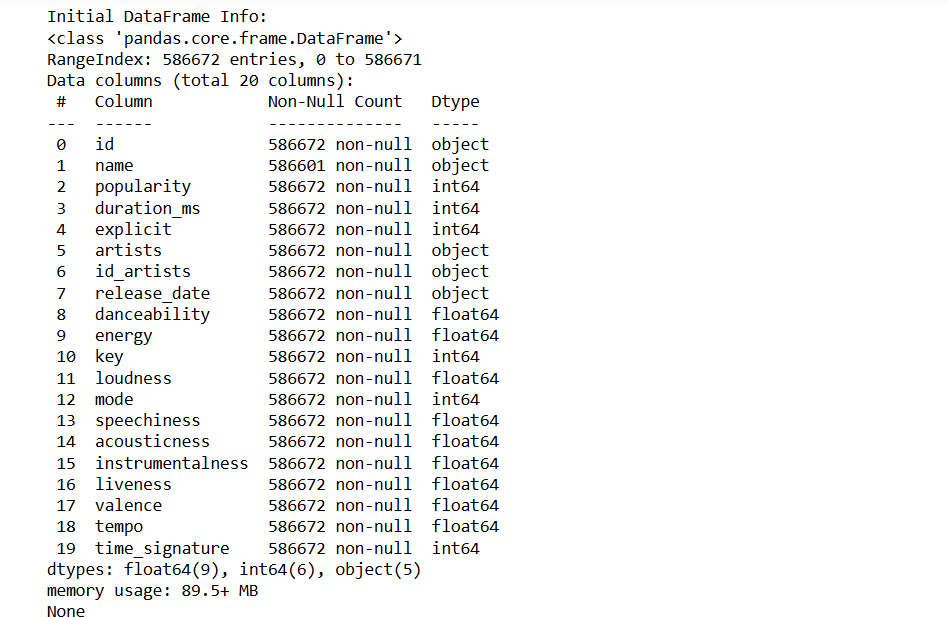 Initial DataFrame Info:
<class 'pandas.core.frame.DataFrame'>
RangeIndex: 586672 entries, 0 to 586671
Data columns (total 20 columns):
 #   Column            Non-Null Count   Dtype
---  ------            --------------   -----
 0   id                586672 non-null  object
 1   name              586601 non-null  object
 2   popularity        586672 non-null  int64
 3   duration_ms       586672 non-null  int64
 4   explicit          586672 non-null  int64
 5   artists           586672 non-null  object
 6   id_artists        586672 non-null  object
 7   release_date      586672 non-null  object
 8   danceability      586672 non-null  float64
 9   energy            586672 non-null  float64
 10  key               586672 non-null  int64
 11  loudness          586672 non-null  float64
 12  mode              586672 non-null  int64
 13  speechiness       586672 non-null  float64
 14  acousticness      586672 non-null  float64
 15  instrumentalness  586672 non-null  float64
 16  liveness          586672 non-null  float64
 17  valence           586672 non-null  float64
 18  tempo             586672 non-null  float64
 19  time_signature    586672 non-null  int64
dtypes: float64(9), int64(6), object(5)
memory usage: 89.5+ MB
None